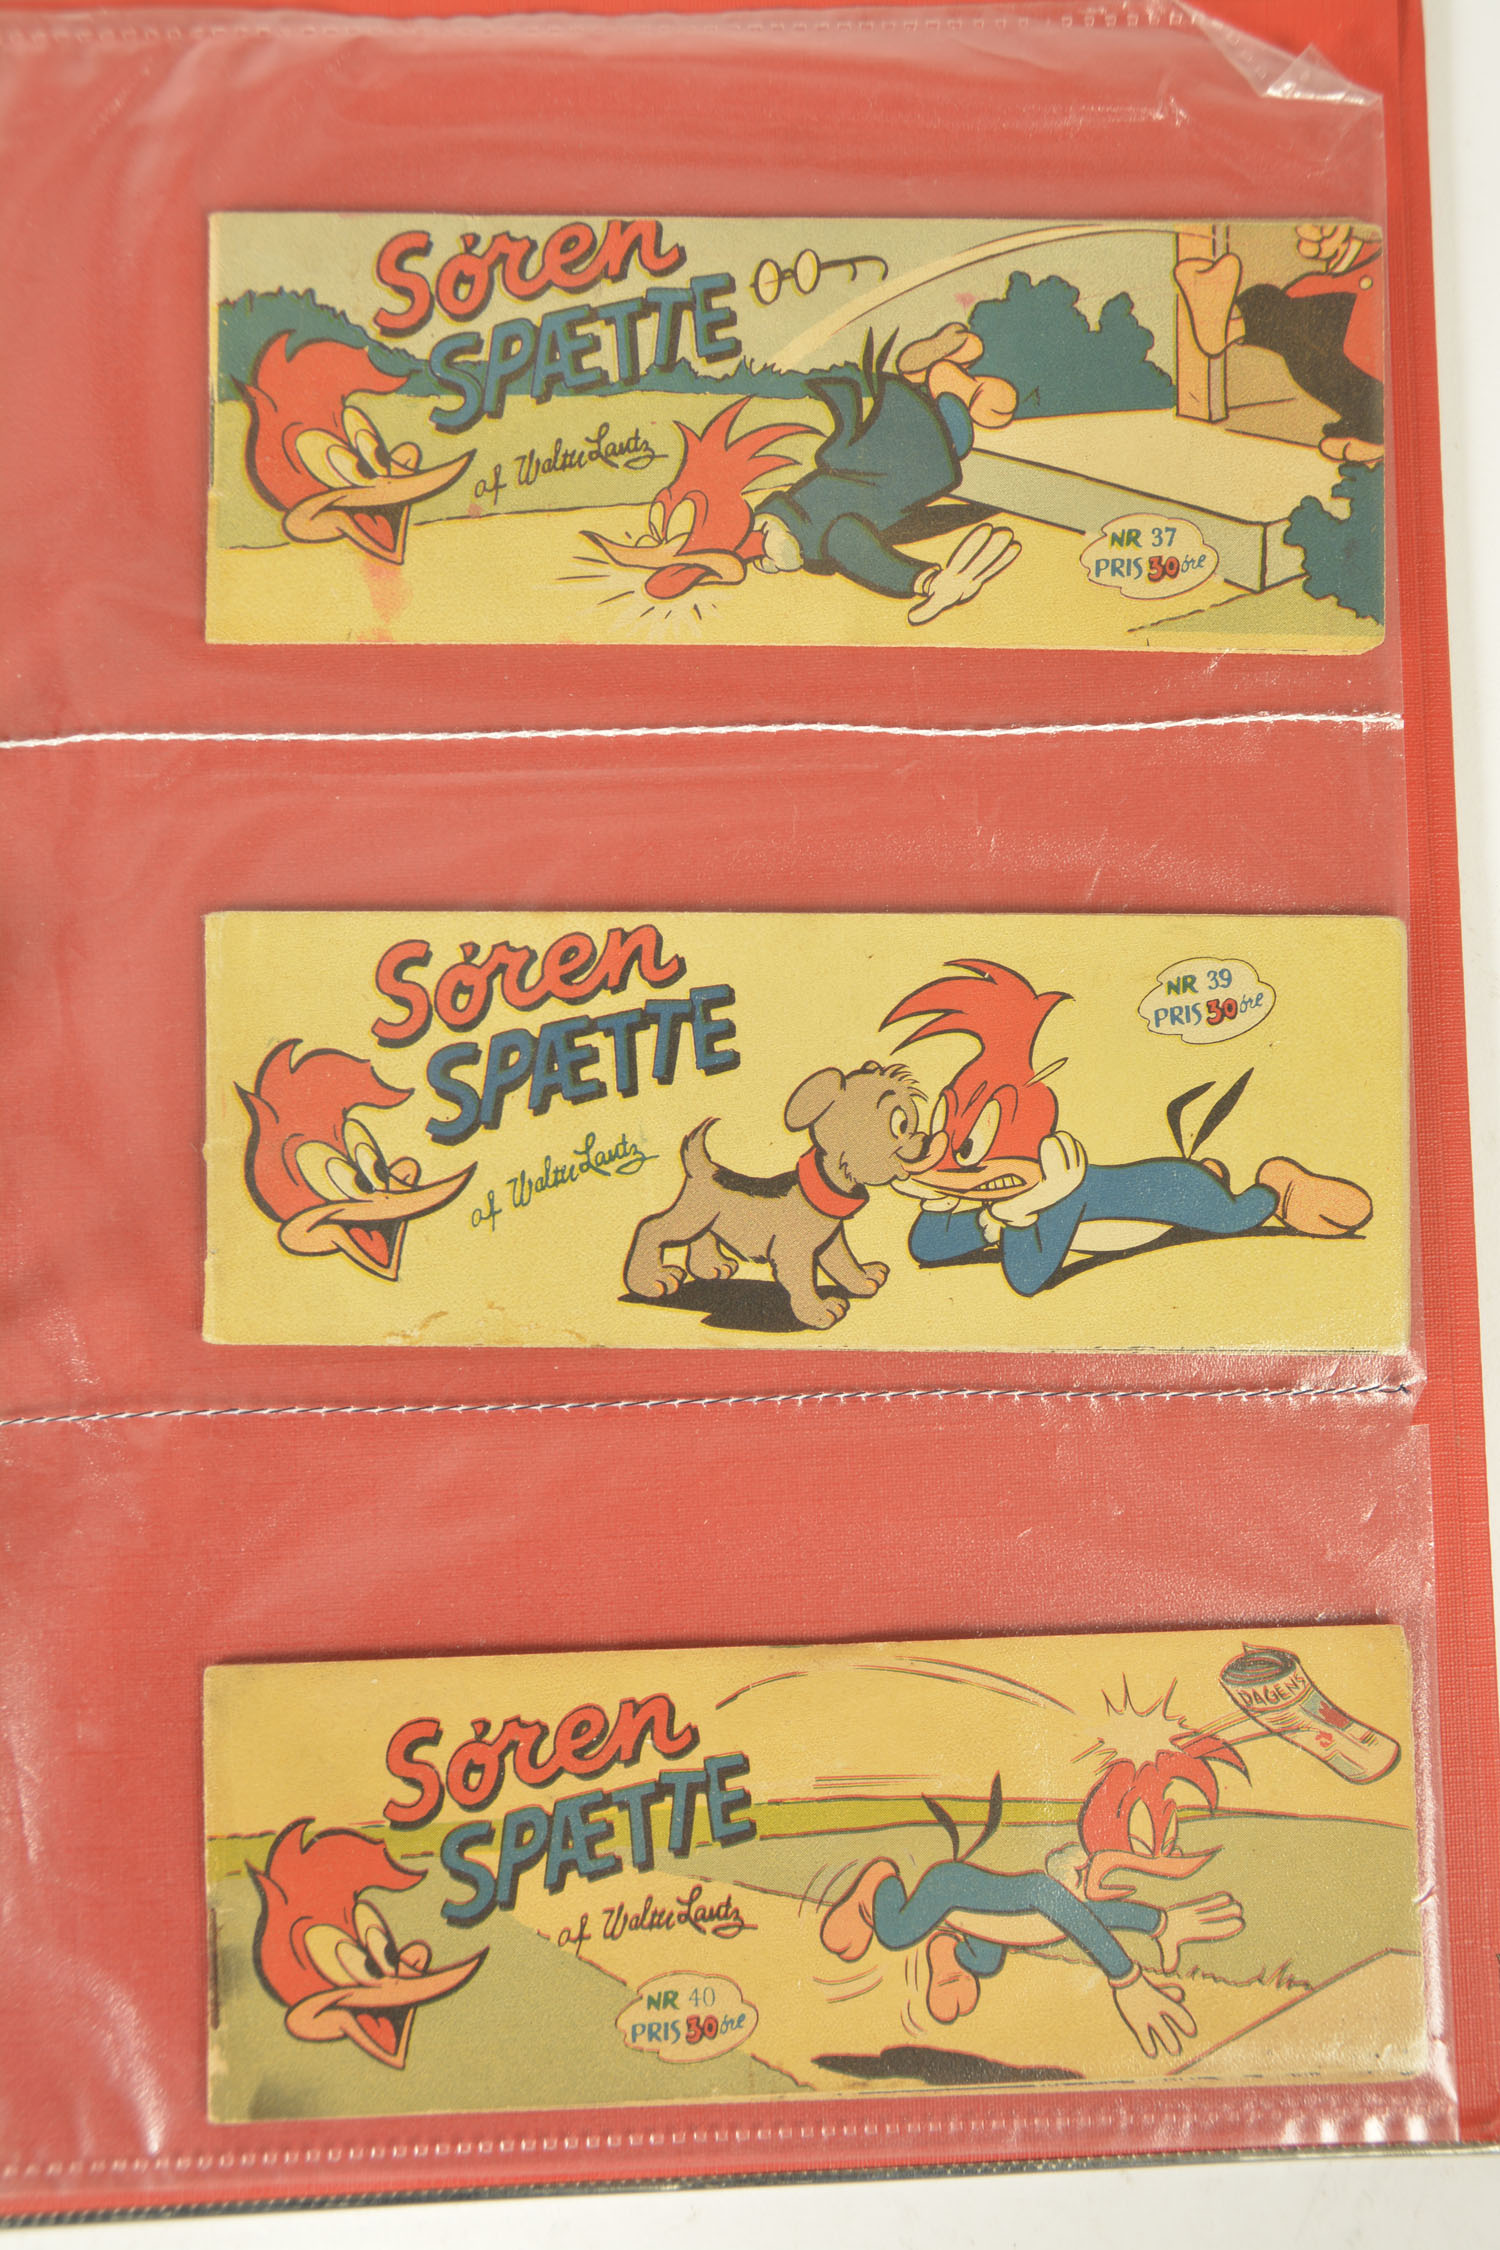 Søren
SPÆTTE
af Walter Lantz
NR 37
PRIS 30 øre
Søren
SPÆTTE
af Walter Lantz
NR 39
PRIS 30 øre
Søren
SPÆTTE
af Walter Lantz
NR 40
PRIS 30 øre
DAGENS